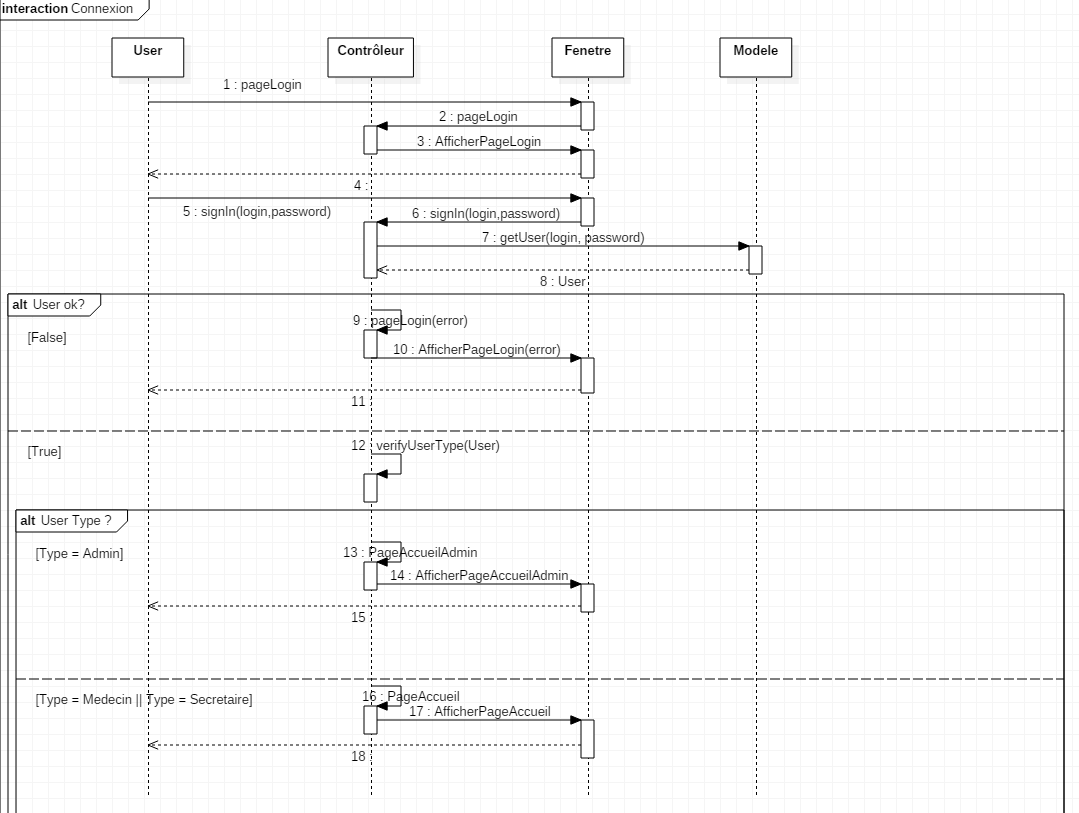 interaction Connexion
User
Contrôleur
Fenetre
Modele
1 : pageLogin
2 : pageLogin
3 : AfficherPageLogin
4 :
5 : signIn(login,password)
6 : signIn(login,password)
7 : getUser(login, password)
8 : User
alt User ok?
9 : pageLogin(error)
[False]
10 : AfficherPageLogin(error)
11 :
12 : verifyUserType(User)
[True]
alt User Type ?
[Type = Admin]
13 : PageAccueilAdmin
14 : AfficherPageAccueilAdmin
15 :
[Type = Medecin || Type = Secretaire]
16 : PageAccueil
17 : AfficherPageAccueil
18 :